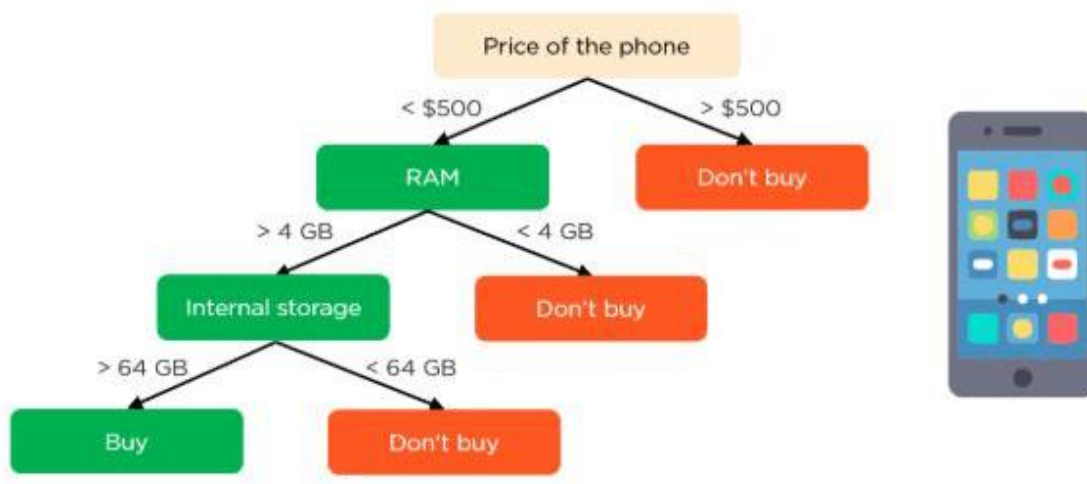 Price of the phone
< $500
> $500
RAM
Don't buy
> 4 GB
< 4 GB
Internal storage
Don't buy
> 64 GB
< 64 GB
Buy
Don't buy